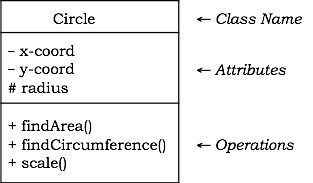 Circle ← Class Name
– x-coord
– y-coord ← Attributes
# radius
+ findArea()
+ findCircumference() ← Operations
+ scale()